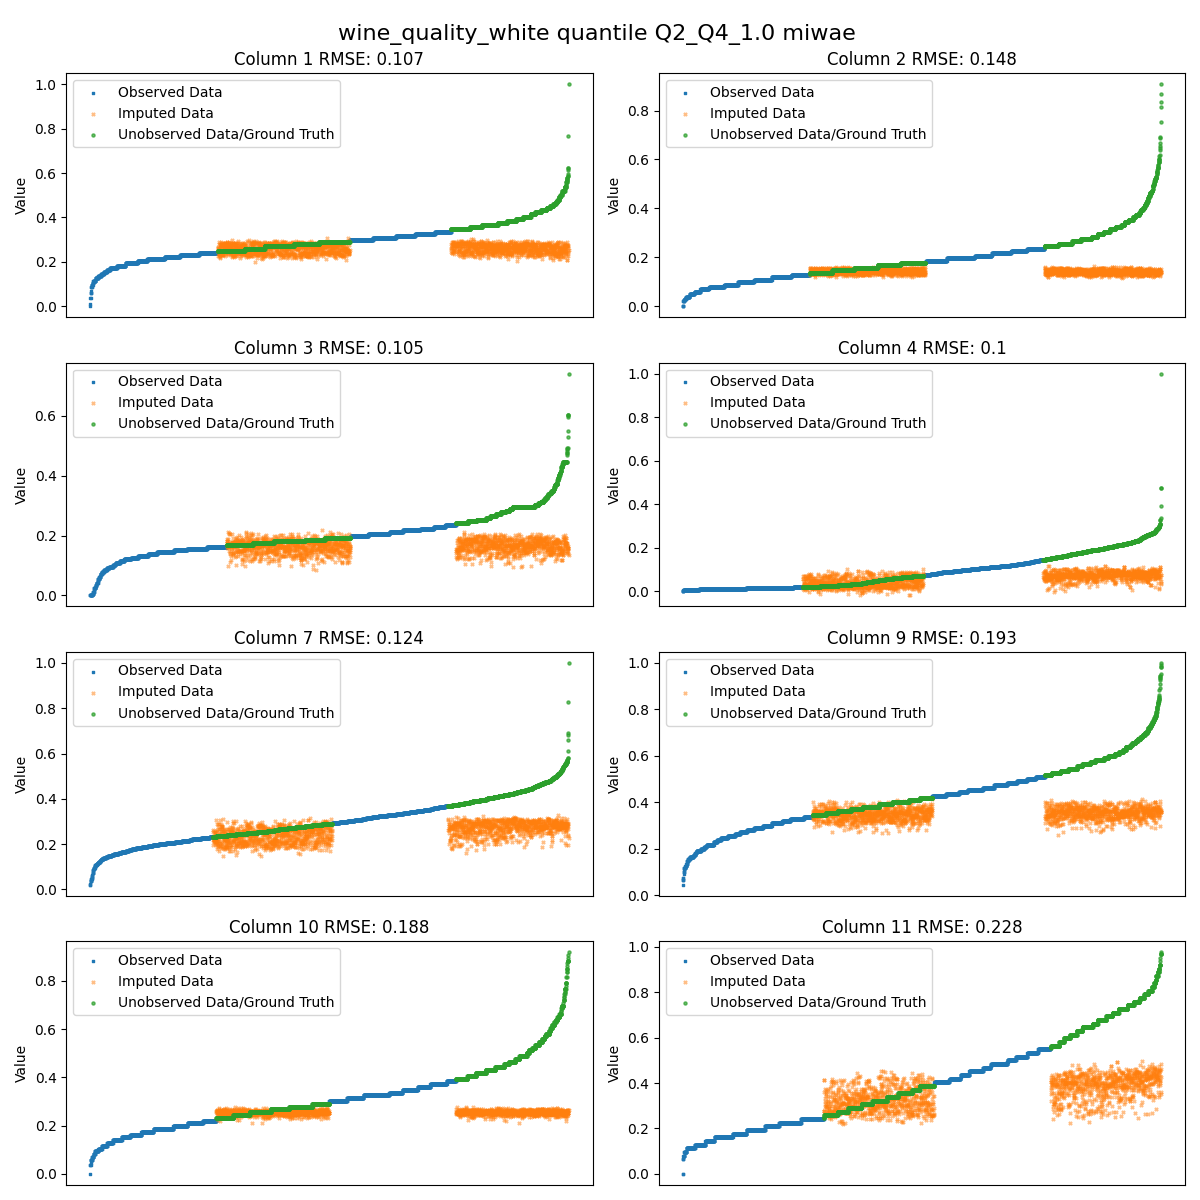 wine_quality_white quantile Q2_Q4_1.0 miwae
Column 1 RMSE: 0.107
1.0
0.8
0.6
0.4
0.2
0.0
Value
Observed Data
Imputed Data
Unobserved Data/Ground Truth
Column 2 RMSE: 0.148
0.8
0.6
0.4
0.2
0.0
Value
Observed Data
Imputed Data
Unobserved Data/Ground Truth
Column 3 RMSE: 0.105
0.6
0.4
0.2
0.0
Value
Observed Data
Imputed Data
Unobserved Data/Ground Truth
Column 4 RMSE: 0.1
1.0
0.8
0.6
0.4
0.2
0.0
Value
Observed Data
Imputed Data
Unobserved Data/Ground Truth
Column 7 RMSE: 0.124
1.0
0.8
0.6
0.4
0.2
0.0
Value
Observed Data
Imputed Data
Unobserved Data/Ground Truth
Column 9 RMSE: 0.193
1.0
0.8
0.6
0.4
0.2
0.0
Value
Observed Data
Imputed Data
Unobserved Data/Ground Truth
Column 10 RMSE: 0.188
0.8
0.6
0.4
0.2
0.0
Value
Observed Data
Imputed Data
Unobserved Data/Ground Truth
Column 11 RMSE: 0.228
1.0
0.8
0.6
0.4
0.2
0.0
Value
Observed Data
Imputed Data
Unobserved Data/Ground Truth